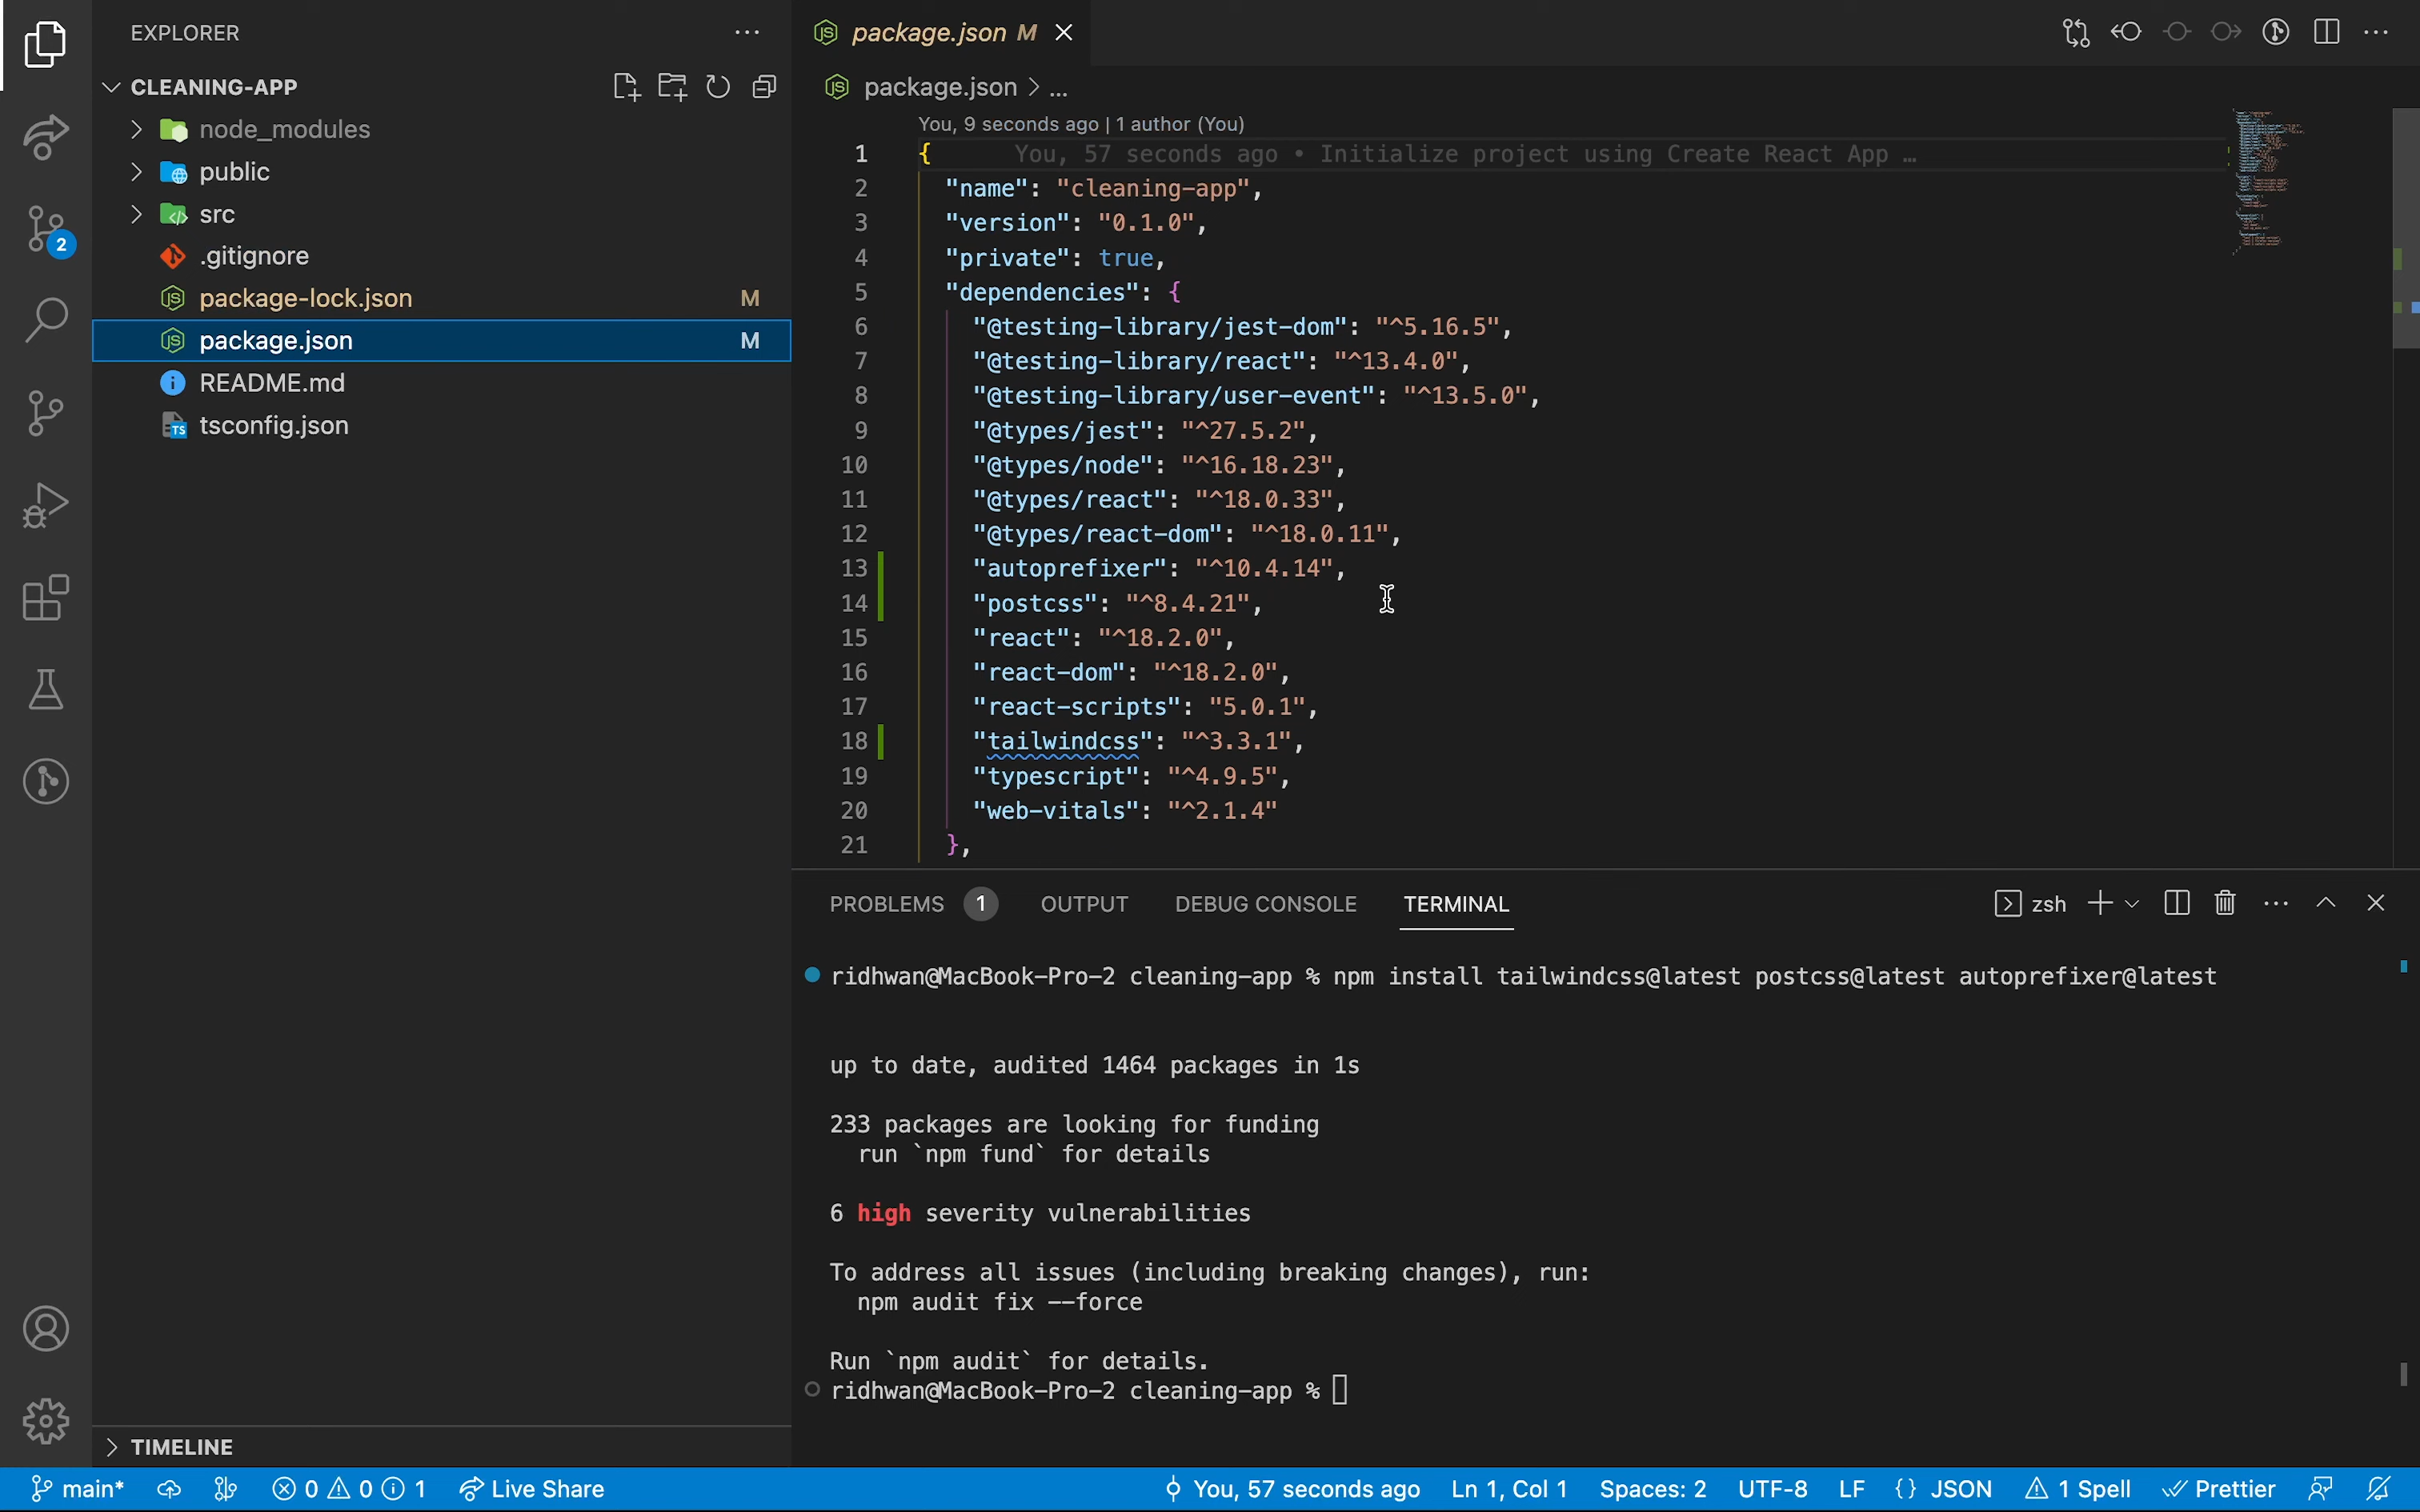 EXPLORER
CLEANING-APP
node_modules
public
src
.gitignore
package-lock.json M
package.json M
README.md
tsconfig.json
TIMELINE
2
package.json M
package.json > ...
You, 9 seconds ago | 1 author (You)
1 { You, 57 seconds ago • Initialize project using Create React App …
2 "name": "cleaning-app",
3 "version": "0.1.0",
4 "private": true,
5 "dependencies": {
6 "@testing-library/jest-dom": "^5.16.5",
7 "@testing-library/react": "^13.4.0",
8 "@testing-library/user-event": "^13.5.0",
9 "@types/jest": "^27.5.2",
10 "@types/node": "^16.18.23",
11 "@types/react": "^18.0.33",
12 "@types/react-dom": "^18.0.11",
13 "autoprefixer": "^10.4.14",
14 "postcss": "^8.4.21",
15 "react": "^18.2.0",
16 "react-dom": "^18.2.0",
17 "react-scripts": "5.0.1",
18 "tailwindcss": "^3.3.1",
19 "typescript": "^4.9.5",
20 "web-vitals": "^2.1.4"
21 },
PROBLEMS 1 OUTPUT DEBUG CONSOLE TERMINAL zsh
ridhwan@MacBook-Pro-2 cleaning-app % npm install tailwindcss@latest postcss@latest autoprefixer@latest
up to date, audited 1464 packages in 1s
233 packages are looking for funding
run `npm fund` for details
6 high severity vulnerabilities
To address all issues (including breaking changes), run:
npm audit fix --force
Run `npm audit` for details.
ridhwan@MacBook-Pro-2 cleaning-app %
main* 0 0 1 Live Share You, 57 seconds ago Ln 1, Col 1 Spaces: 2 UTF-8 LF {} JSON 1 Spell Prettier